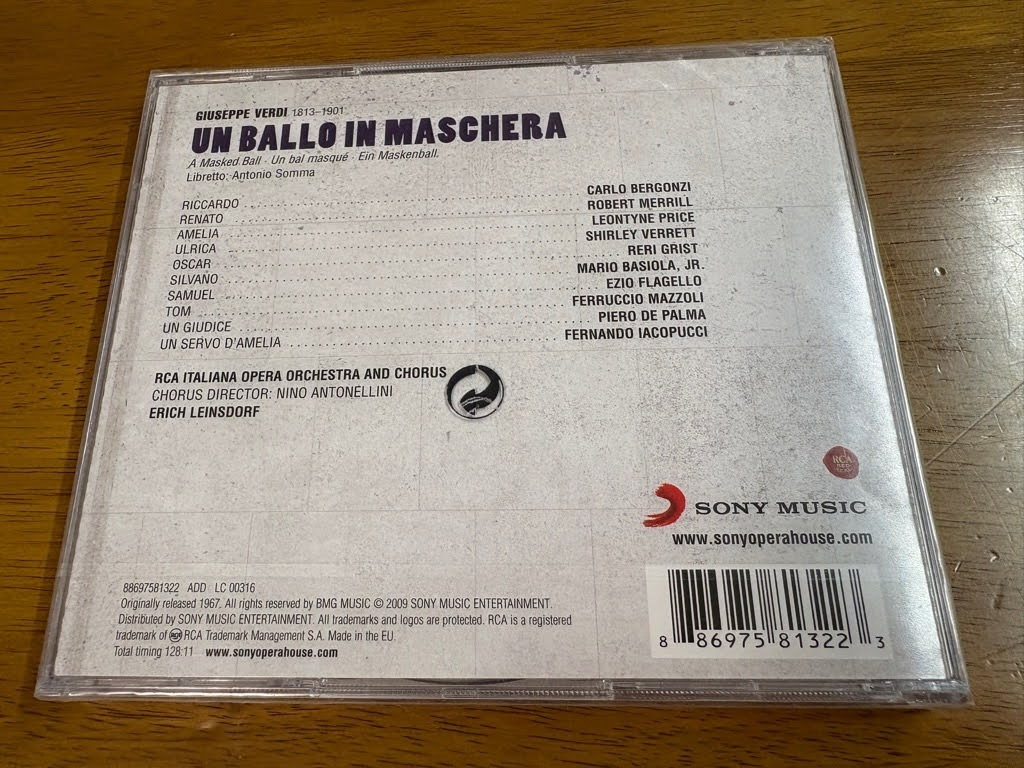 GIUSEPPE VERDI 1813–1901
UN BALLO IN MASCHERA
A Masked Ball · Un bal masqué · Ein Maskenball.
Libretto: Antonio Somma
RICCARDO CARLO BERGONZI
RENATO ROBERT MERRILL
AMELIA LEONTYNE PRICE
ULRICA SHIRLEY VERRETT
OSCAR RERI GRIST
SILVANO MARIO BASIOLA, JR.
SAMUEL EZIO FLAGELLO
TOM FERRUCCIO MAZZOLI
UN GIUDICE PIERO DE PALMA
UN SERVO D'AMELIA FERNANDO IACOPUCCI
RCA ITALIANA OPERA ORCHESTRA AND CHORUS
CHORUS DIRECTOR: NINO ANTONELLINI
ERICH LEINSDORF
RCA
RED
SEAL
SONY MUSIC
www.sonyoperahouse.com
88697581322 ADD LC 00316
Originally released 1967. All rights reserved by BMG MUSIC © 2009 SONY MUSIC ENTERTAINMENT.
Distributed by SONY MUSIC ENTERTAINMENT. All trademarks and logos are protected. RCA is a registered
trademark of RCA Trademark Management S.A. Made in the EU.
Total timing 128:11 www.sonyoperahouse.com
8 86975 81322 3